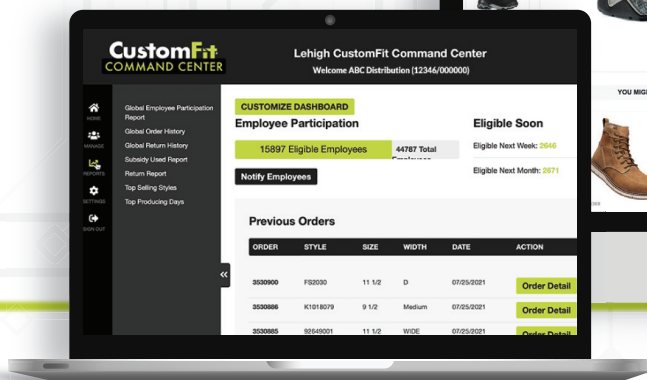 CustomFit
COMMAND CENTER
Lehigh CustomFit Command Center
Welcome ABC Distribution (12346/000000)
HOME
MANAGE
REPORTS
SETTINGS
SIGN OUT
Global Employee Participation
Report
Global Order History
Global Return History
Subsidy Used Report
Return Report
Top Selling Styles
Top Producing Days
CUSTOMIZE DASHBOARD
Employee Participation
15897 Eligible Employees
44787 Total
Employees
Notify Employees
Eligible Soon
Eligible Next Week: 2646
Eligible Next Month: 2671
Previous Orders
ORDER STYLE SIZE WIDTH DATE ACTION
3530900 FS2030 11 1/2 D 07/25/2021 Order Detail
3530886 K1018079 9 1/2 Medium 07/25/2021 Order Detail
3530885 92649001 11 1/2 WIDE 07/25/2021 Order Detail
YOU MIG